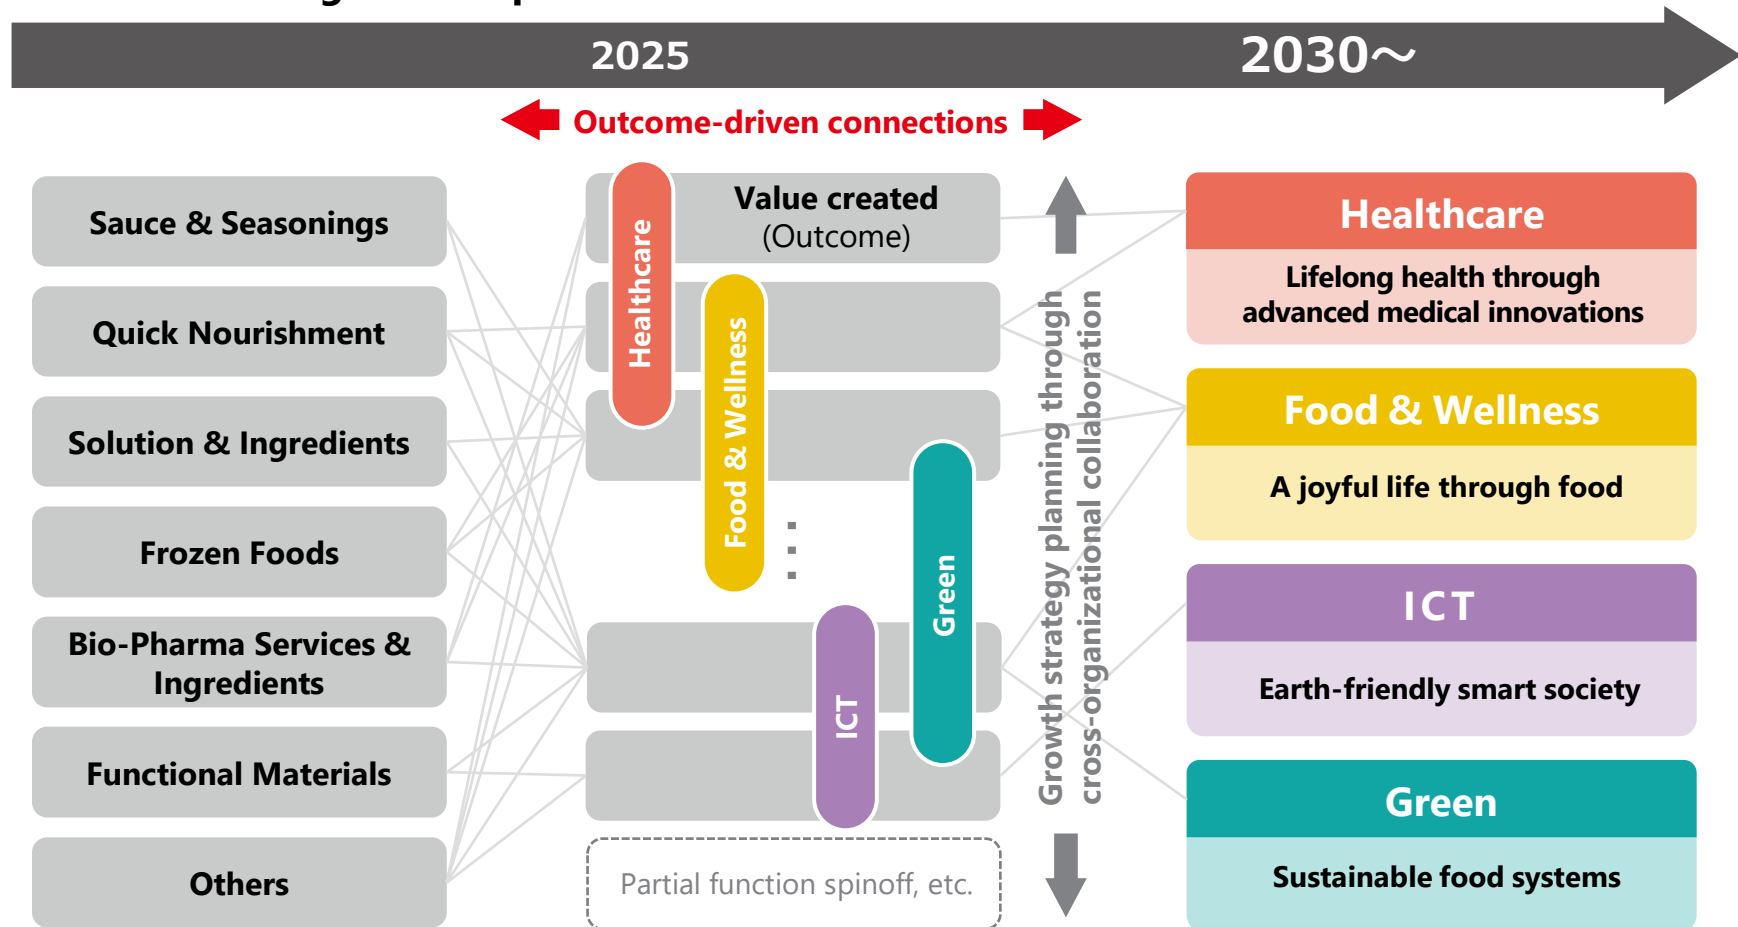 2025
2030～
Outcome-driven connections
Sauce & Seasonings
Quick Nourishment
Solution & Ingredients
Frozen Foods
Bio-Pharma Services &
Ingredients
Functional Materials
Others
Value created
(Outcome)
Healthcare
Food & Wellness
...
ICT
Green
Partial function spinoff, etc.
Growth strategy planning through
cross-organizational collaboration
Healthcare
Lifelong health through
advanced medical innovations
Food & Wellness
A joyful life through food
ICT
Earth-friendly smart society
Green
Sustainable food systems